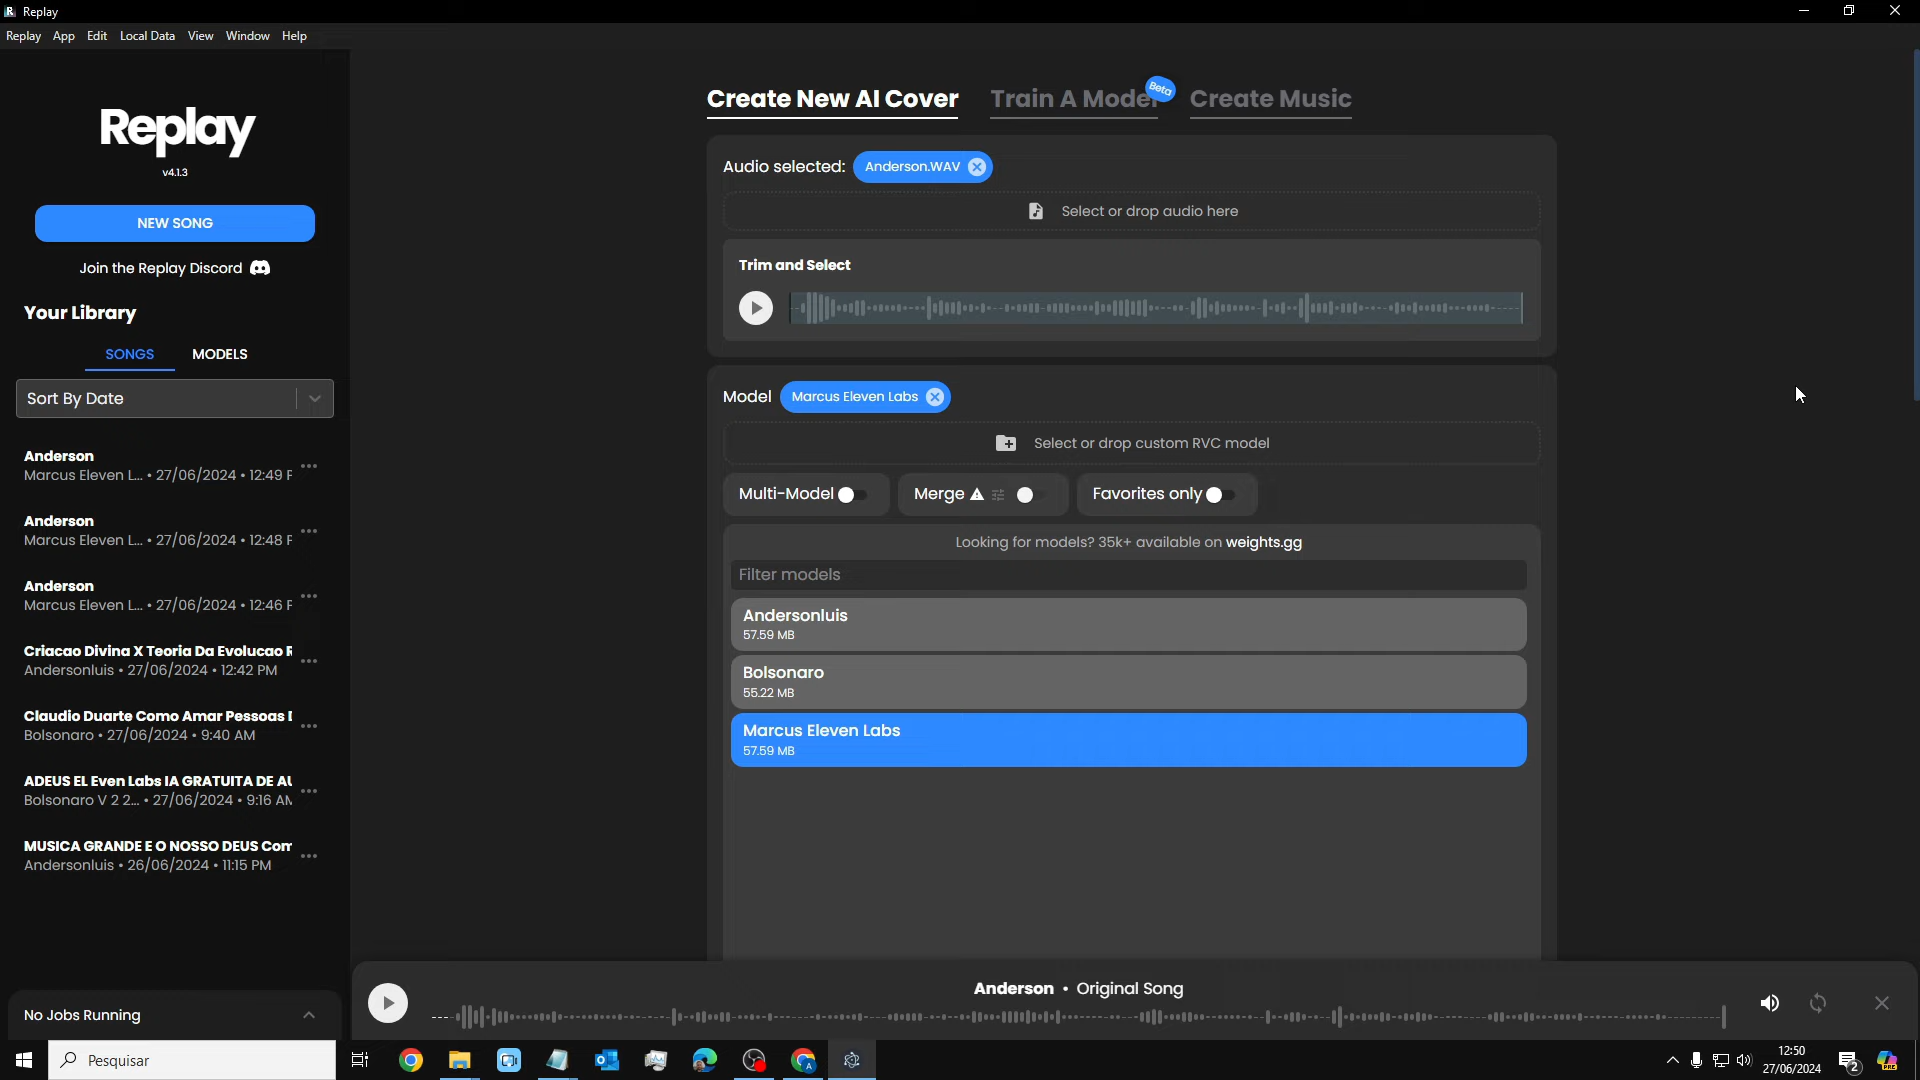 Replay
Replay App Edit Local Data View Window Help
Replay
v4.1.3
NEW SONG
Join the Replay Discord
Your Library
SONGS MODELS
Sort By Date
Anderson
Marcus Eleven L... • 27/06/2024 • 12:49 P
Anderson
Marcus Eleven L... • 27/06/2024 • 12:48 P
Anderson
Marcus Eleven L... • 27/06/2024 • 12:46 P
Criacao Divina X Teoria Da Evolucao R
Andersonluis • 27/06/2024 • 12:42 PM
Claudio Duarte Como Amar Pessoas D
Bolsonaro • 27/06/2024 • 9:40 AM
ADEUS EL Even Labs IA GRATUITA DE AU
Bolsonaro V 2 2... • 27/06/2024 • 9:16 AM
MUSICA GRANDE E O NOSSO DEUS Com
Andersonluis • 26/06/2024 • 11:15 PM
No Jobs Running
Create New AI Cover Train A Model Beta Create Music
Audio selected: Anderson.WAV
Select or drop audio here
Trim and Select
Model Marcus Eleven Labs
Select or drop custom RVC model
Multi-Model Merge Favorites only
Looking for models? 35k+ available on weights.gg
Filter models
Andersonluis
57.59 MB
Bolsonaro
55.22 MB
Marcus Eleven Labs
57.59 MB
Anderson • Original Song
Pesquisar
12:50
27/06/2024
2